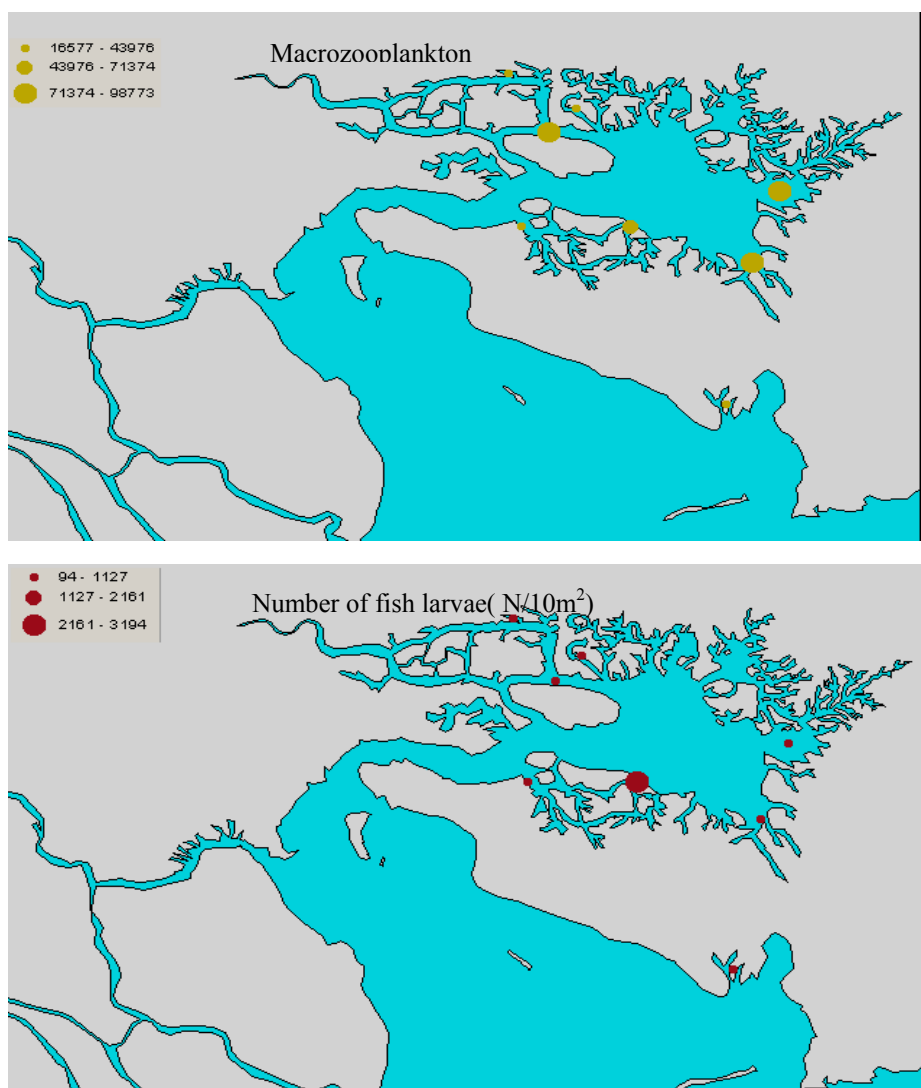 16577 - 43976
43976 - 71374
71374 - 98773
Macrozooplankton
94 - 1127
1127 - 2161
2161 - 3194
Number of fish larvae( N/10m²)